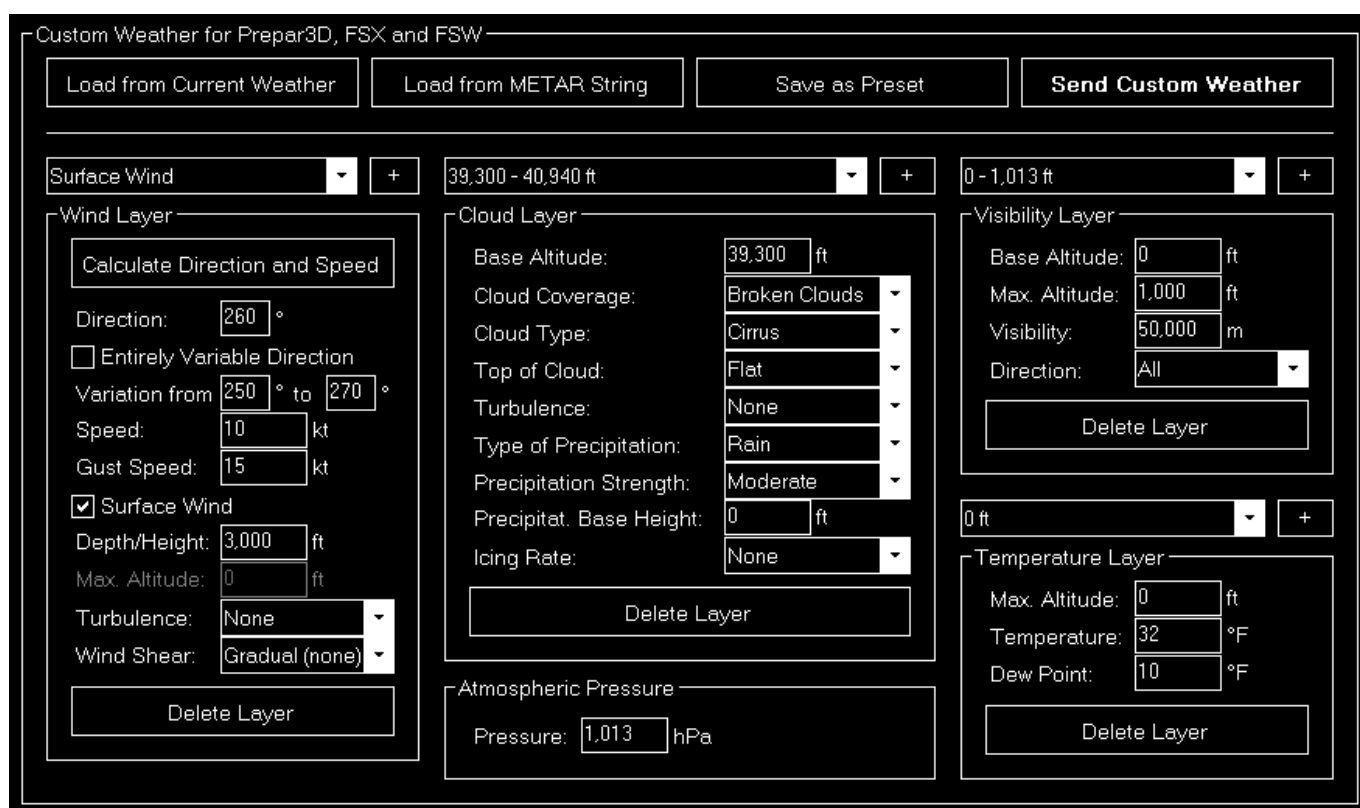 Custom Weather for Prepar3D, FSX and FSW
Load from Current Weather
Load from METAR String
Save as Preset
Send Custom Weather
Surface Wind
+
Wind Layer
Calculate Direction and Speed
Direction: 260 °
Entirely Variable Direction
Variation from 250 ° to 270 °
Speed: 10 kt
Gust Speed: 15 kt
Surface Wind
Depth/Height: 3,000 ft
Max. Altitude: 0 ft
Turbulence: None
Wind Shear: Gradual (none)
Delete Layer
39,300 - 40,940 ft
+
Cloud Layer
Base Altitude: 39,300 ft
Cloud Coverage: Broken Clouds
Cloud Type: Cirrus
Top of Cloud: Flat
Turbulence: None
Type of Precipitation: Rain
Precipitation Strength: Moderate
Precipitat. Base Height: 0 ft
Icing Rate: None
Delete Layer
Atmospheric Pressure
Pressure: 1,013 hPa
0 - 1,013 ft
+
Visibility Layer
Base Altitude: 0 ft
Max. Altitude: 1,000 ft
Visibility: 50,000 m
Direction: All
Delete Layer
0 ft
+
Temperature Layer
Max. Altitude: 0 ft
Temperature: 32 °F
Dew Point: 10 °F
Delete Layer